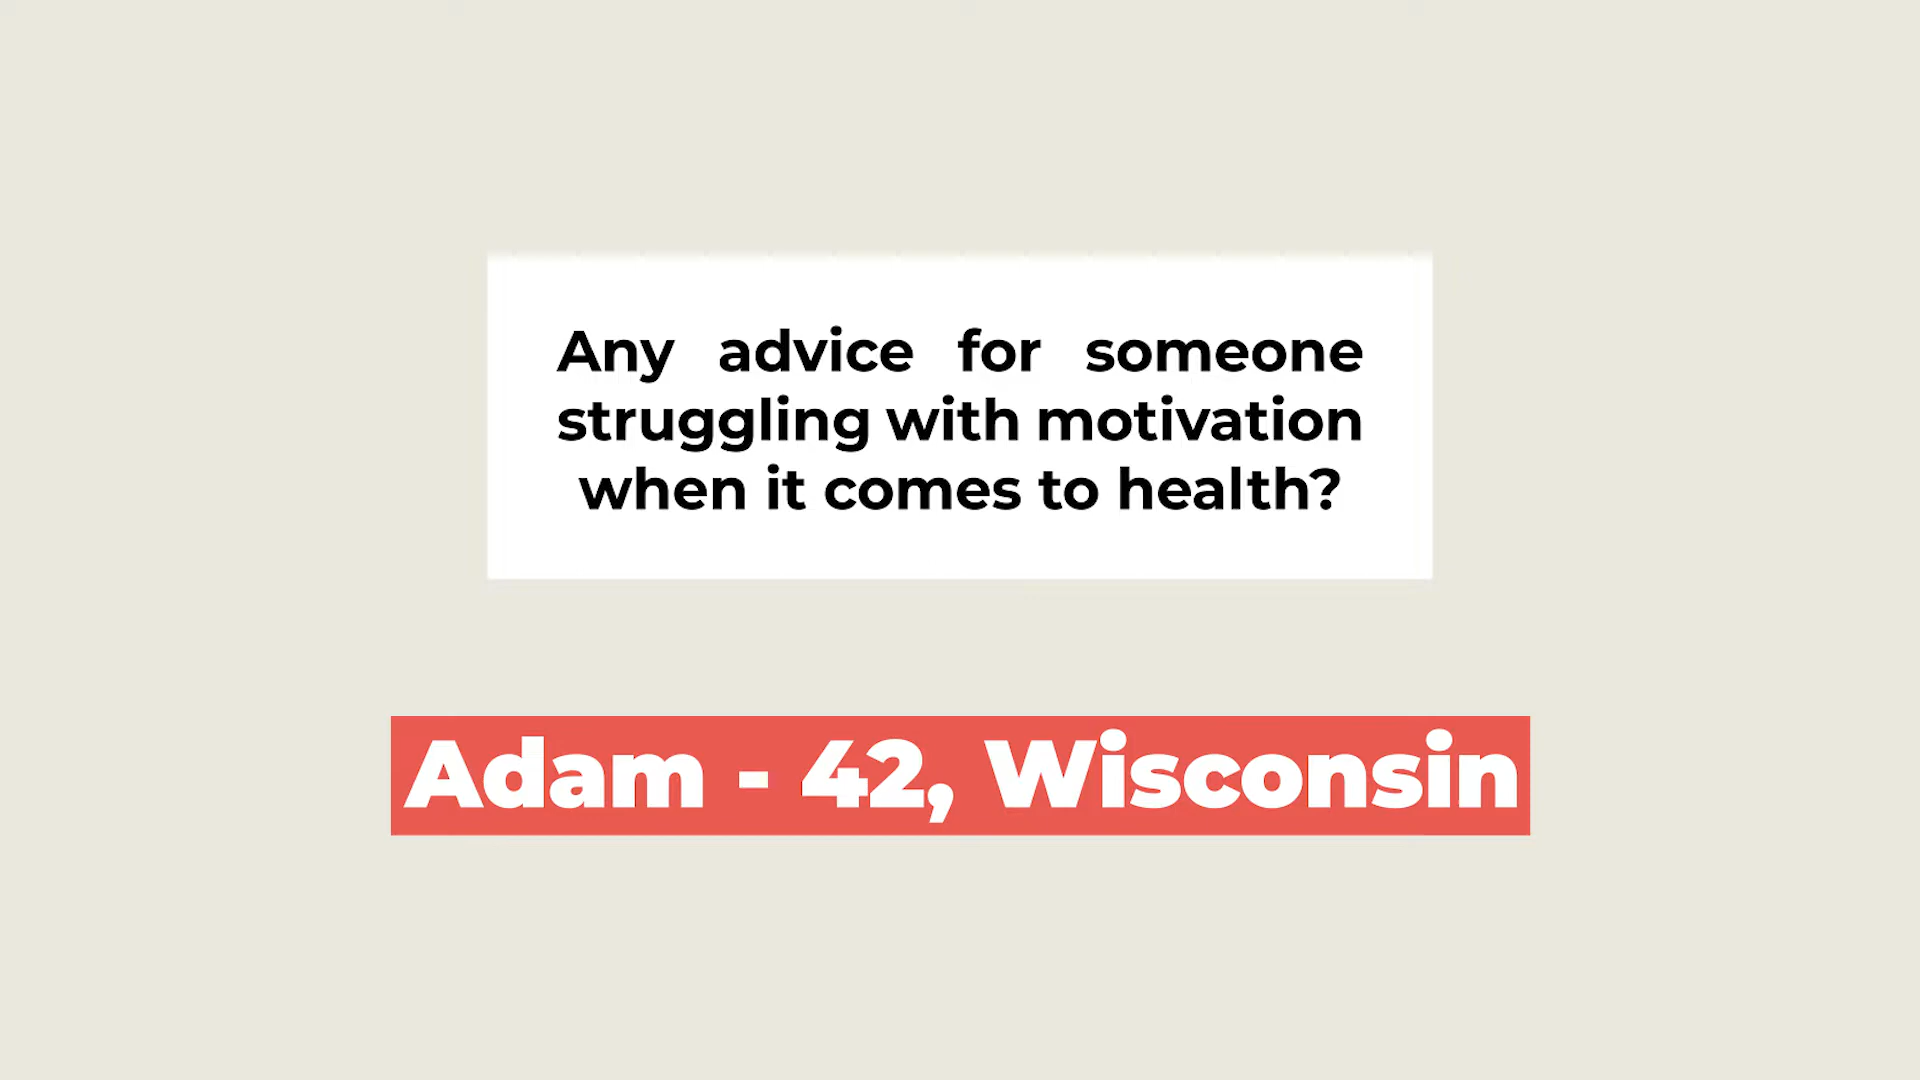 Any advice for someone
struggling with motivation
when it comes to health?
Adam - 42, Wisconsin